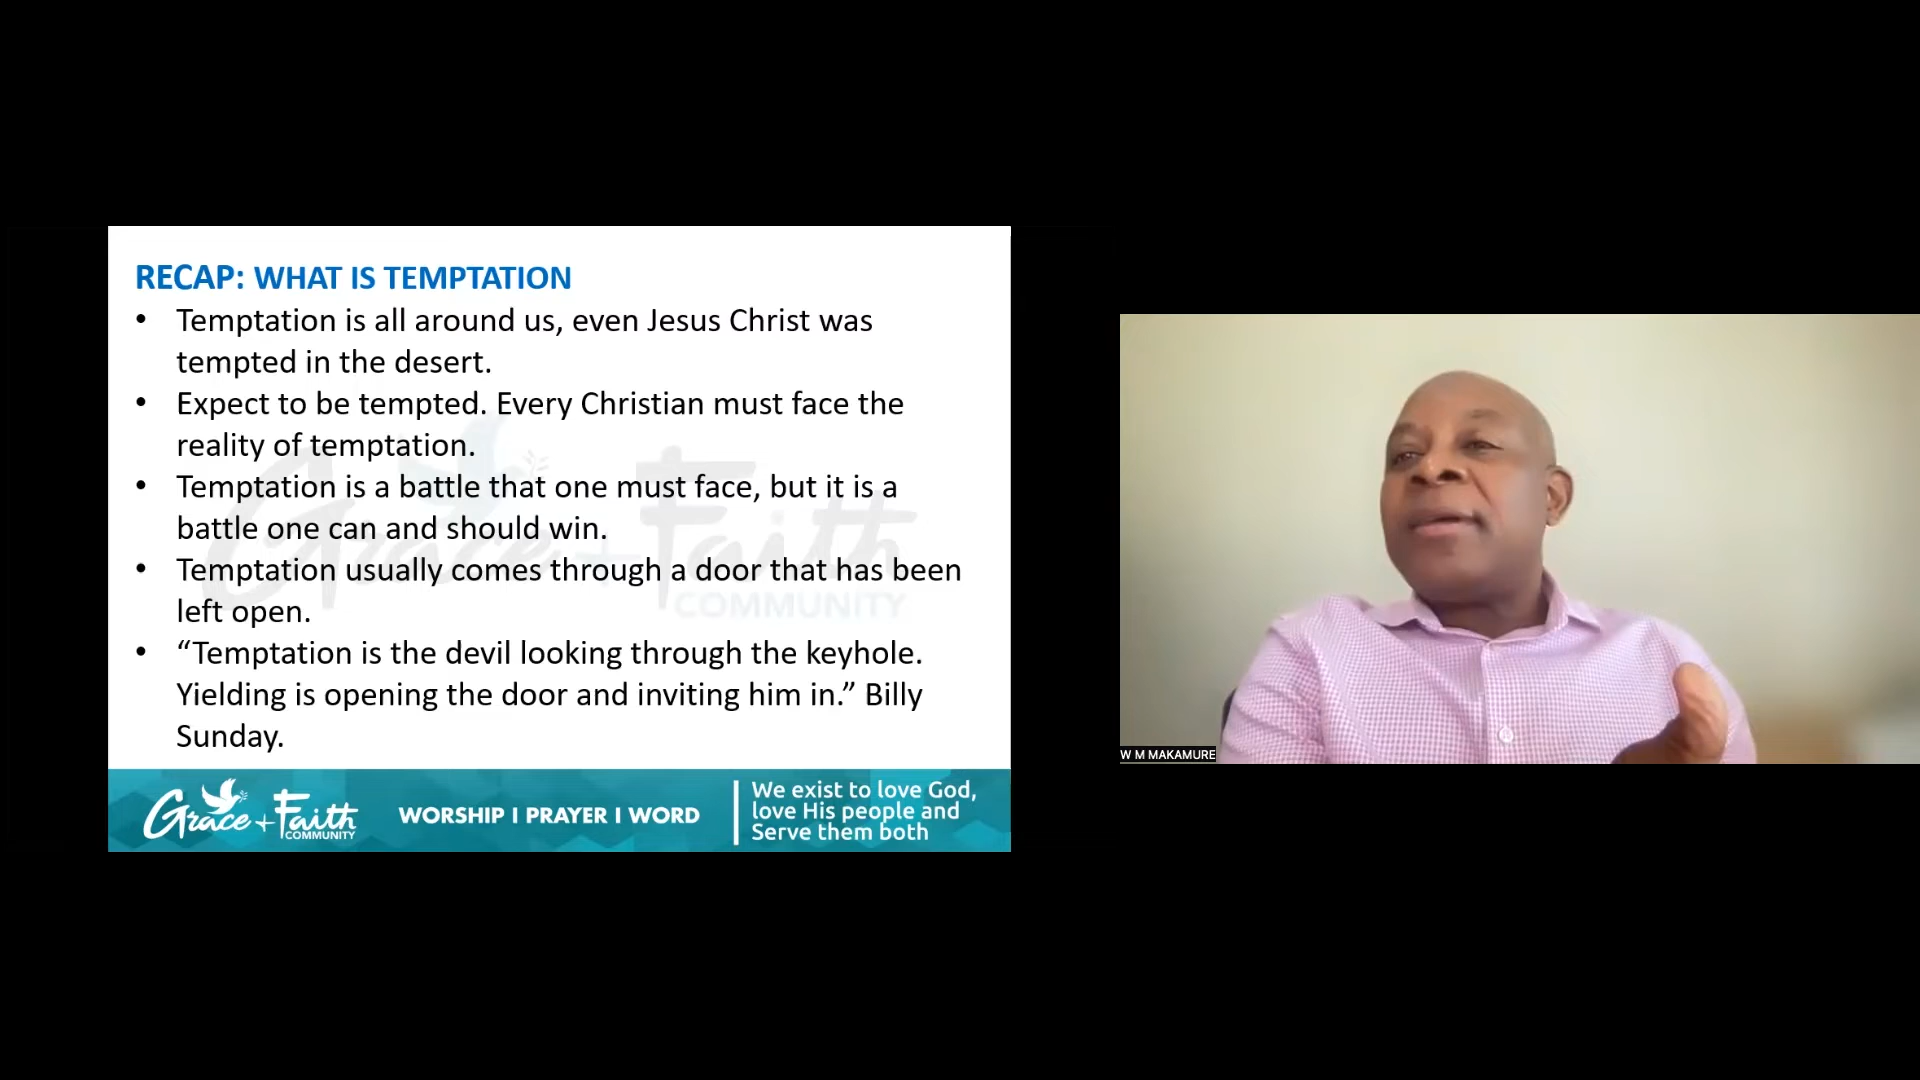 RECAP: WHAT IS TEMPTATION
• Temptation is all around us, even Jesus Christ was
tempted in the desert.
• Expect to be tempted. Every Christian must face the
reality of temptation.
• Temptation is a battle that one must face, but it is a
battle one can and should win.
• Temptation usually comes through a door that has been
left open.
• “Temptation is the devil looking through the keyhole.
Yielding is opening the door and inviting him in.” Billy
Sunday.
Grace+Faith
COMMUNITY
Grace+Faith
COMMUNITY
WORSHIP I PRAYER I WORD
We exist to love God,
love His people and
Serve them both
W M MAKAMURE